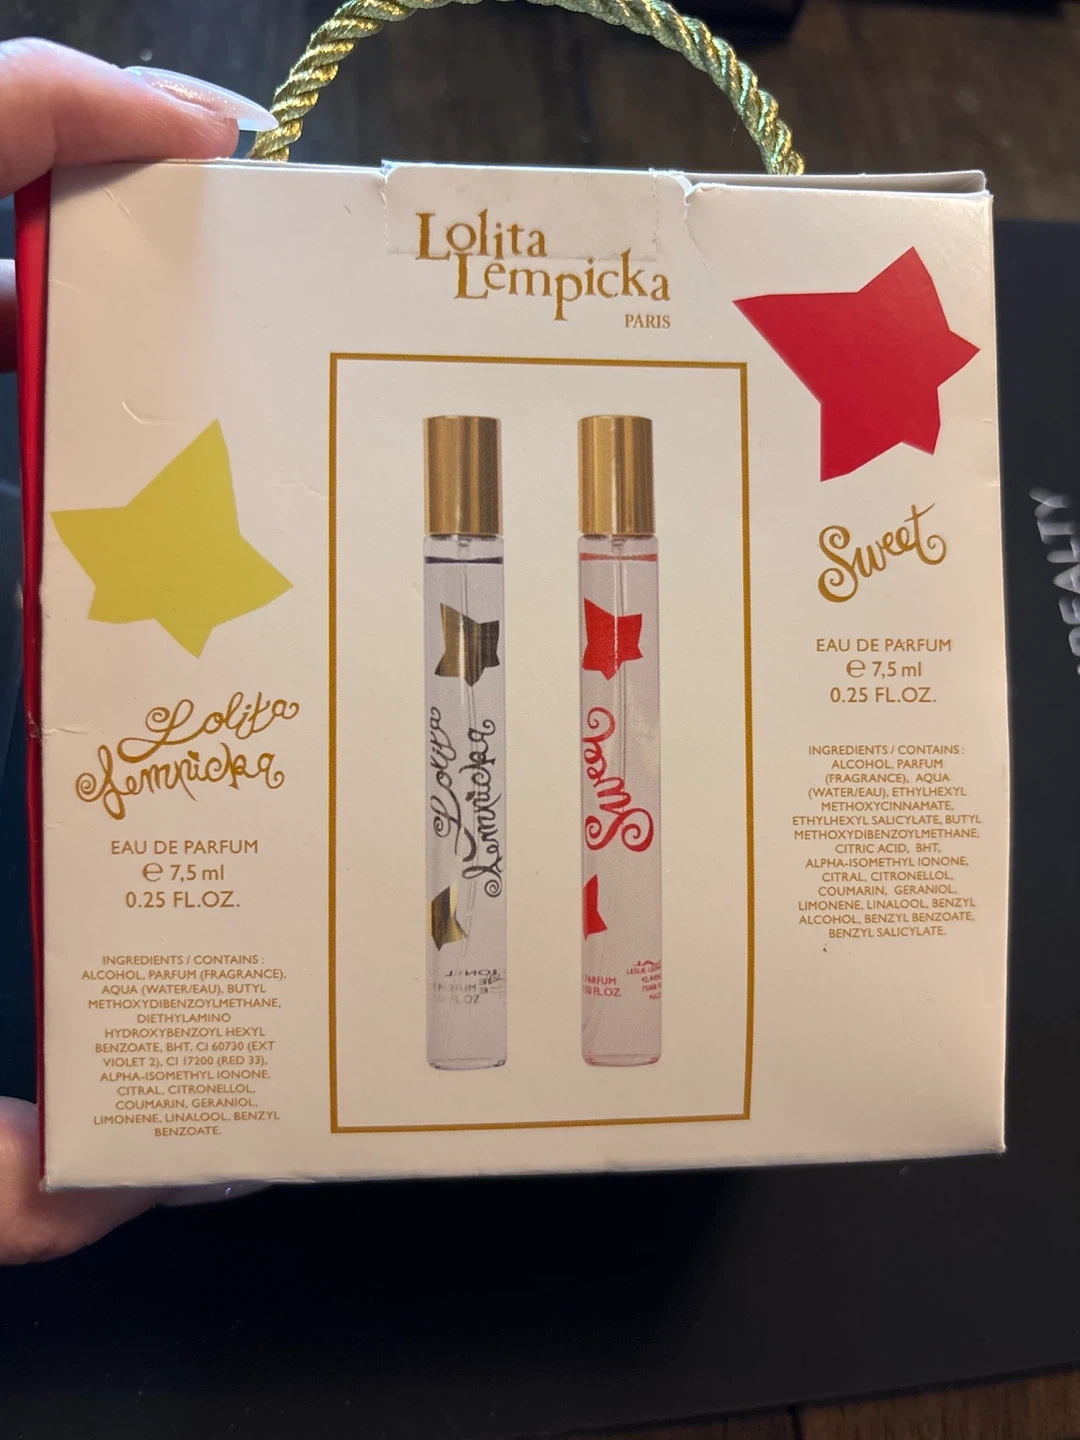 Lolita
Lempicka
PARIS
Lolita
Lempicka
EAU DE PARFUM
℮ 7,5 ml
0.25 FL.OZ.
INGREDIENTS / CONTAINS :
ALCOHOL, PARFUM (FRAGRANCE),
AQUA (WATER/EAU), BUTYL
METHOXYDIBENZOYLMETHANE,
DIETHYLAMINO
HYDROXYBENZOYL HEXYL
BENZOATE, BHT, CI 60730 (EXT
VIOLET 2), CI 17200 (RED 33),
ALPHA-ISOMETHYL IONONE,
CITRAL, CITRONELLOL,
COUMARIN, GERANIOL,
LIMONENE, LINALOOL, BENZYL
BENZOATE.
Lolita
Lempicka
Sweet
PARFUM
FL.OZ.
Sweet
EAU DE PARFUM
℮ 7,5 ml
0.25 FL.OZ.
INGREDIENTS / CONTAINS :
ALCOHOL, PARFUM
(FRAGRANCE), AQUA
(WATER/EAU), ETHYLHEXYL
METHOXYCINNAMATE,
ETHYLHEXYL SALICYLATE, BUTYL
METHOXYDIBENZOYLMETHANE,
CITRIC ACID, BHT,
ALPHA-ISOMETHYL IONONE,
CITRAL, CITRONELLOL,
COUMARIN, GERANIOL,
LIMONENE, LINALOOL, BENZYL
ALCOHOL, BENZYL BENZOATE,
BENZYL SALICYLATE.